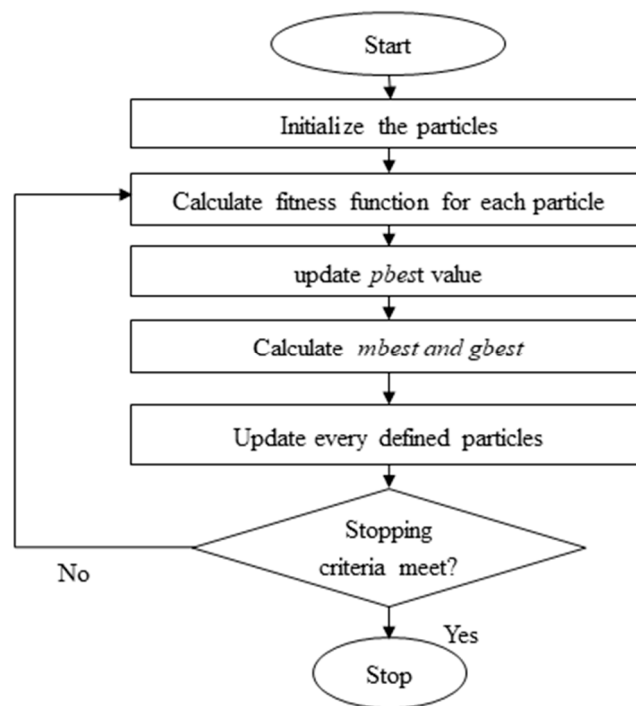 Start
Initialize the particles
Calculate fitness function for each particle
update pbest value
Calculate mbest and gbest
Update every defined particles
Stopping
criteria meet?
No
Yes
Stop